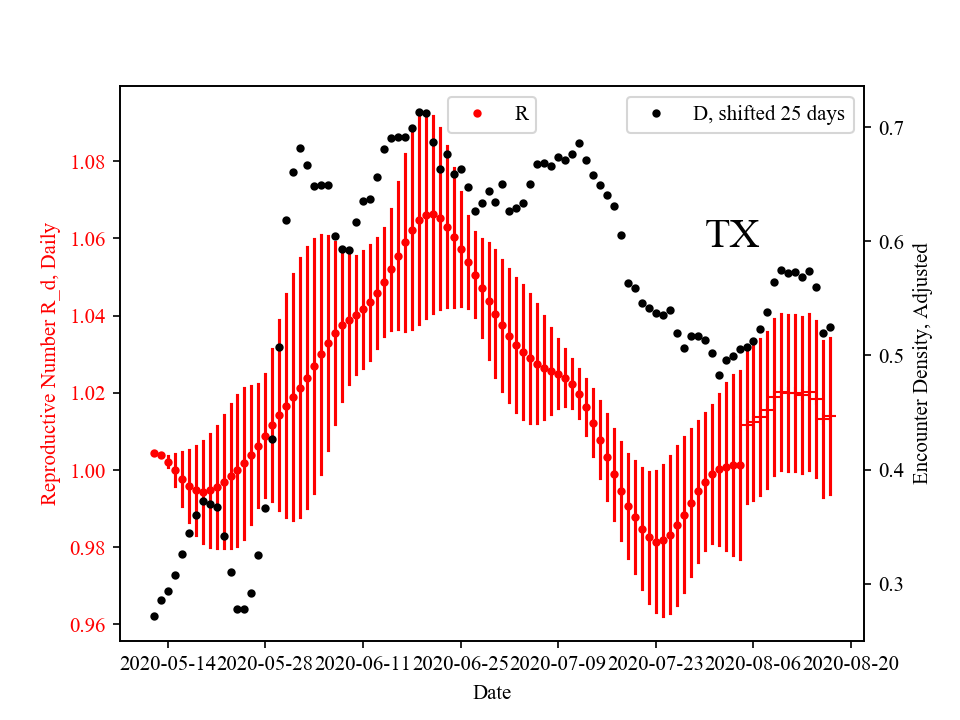 R
D, shifted 25 days
TX
Reproductive Number R_d, Daily
1.08
1.06
1.04
1.02
1.00
0.98
0.96
0.7
0.6
0.5
0.4
0.3
Encounter Density, Adjusted
2020-05-14 2020-05-28 2020-06-11 2020-06-25 2020-07-09 2020-07-23 2020-08-06 2020-08-20
Date